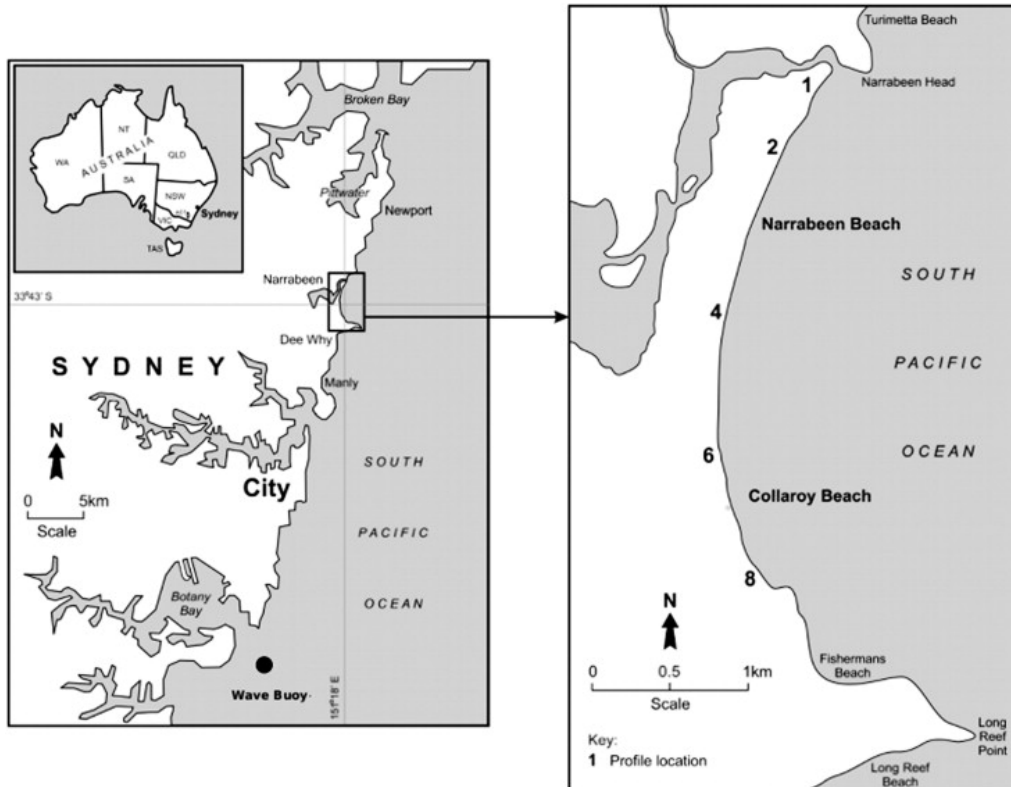 Broken Bay
NT
WA
AUSTRALIA
QLD
SA
NSW
Sydney
VIC
TAS
Pittwater
Newport
Narrabeen
33°43' S
Dee Why
SYDNEY
Manly
N
City
0 5km
Scale
SOUTH
PACIFIC
OCEAN
Botany
Bay
Wave Buoy
151°18' E
Turimetta Beach
1
Narrabeen Head
2
Narrabeen Beach
SOUTH
4
PACIFIC
6
OCEAN
Collaroy Beach
8
N
0 0.5 1km
Scale
Fishermans
Beach
Long
Reef
Point
Key:
1 Profile location
Long Reef
Beach